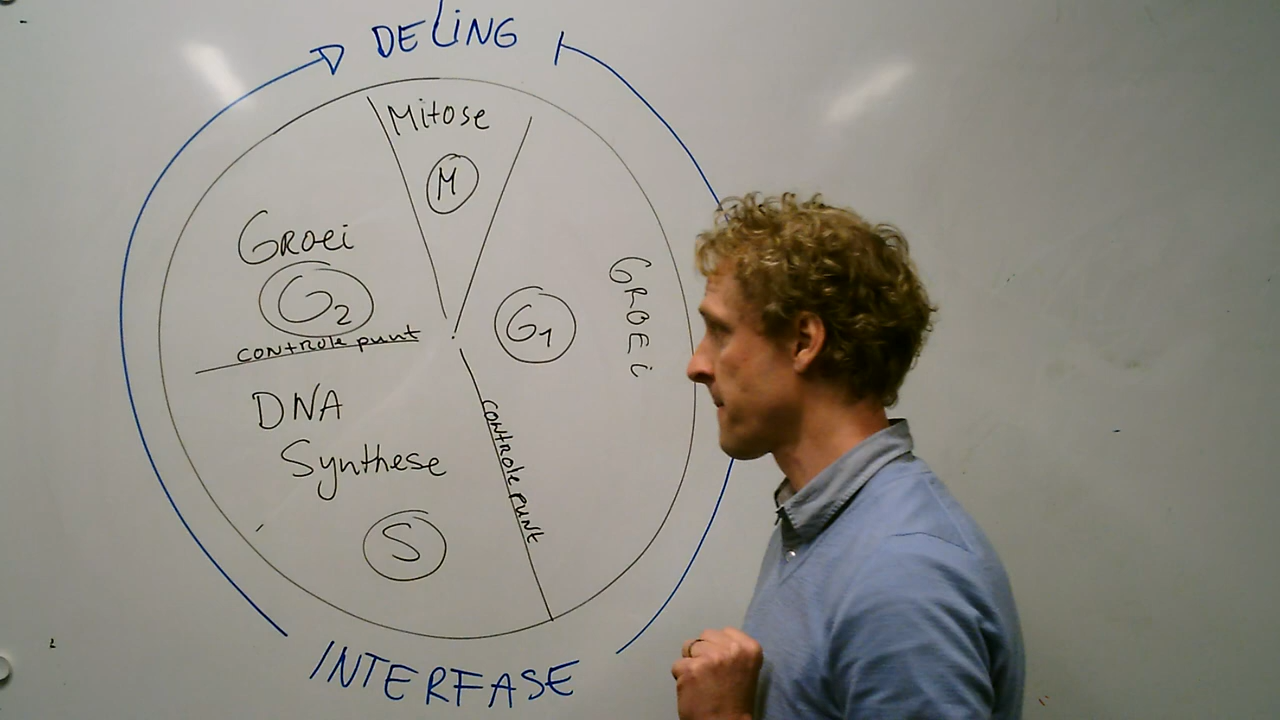 DELING
Mitose
M
Groei
G2
controle punt
G1
GROEi
DNA
Synthese
S
controle punt
INTERFASE